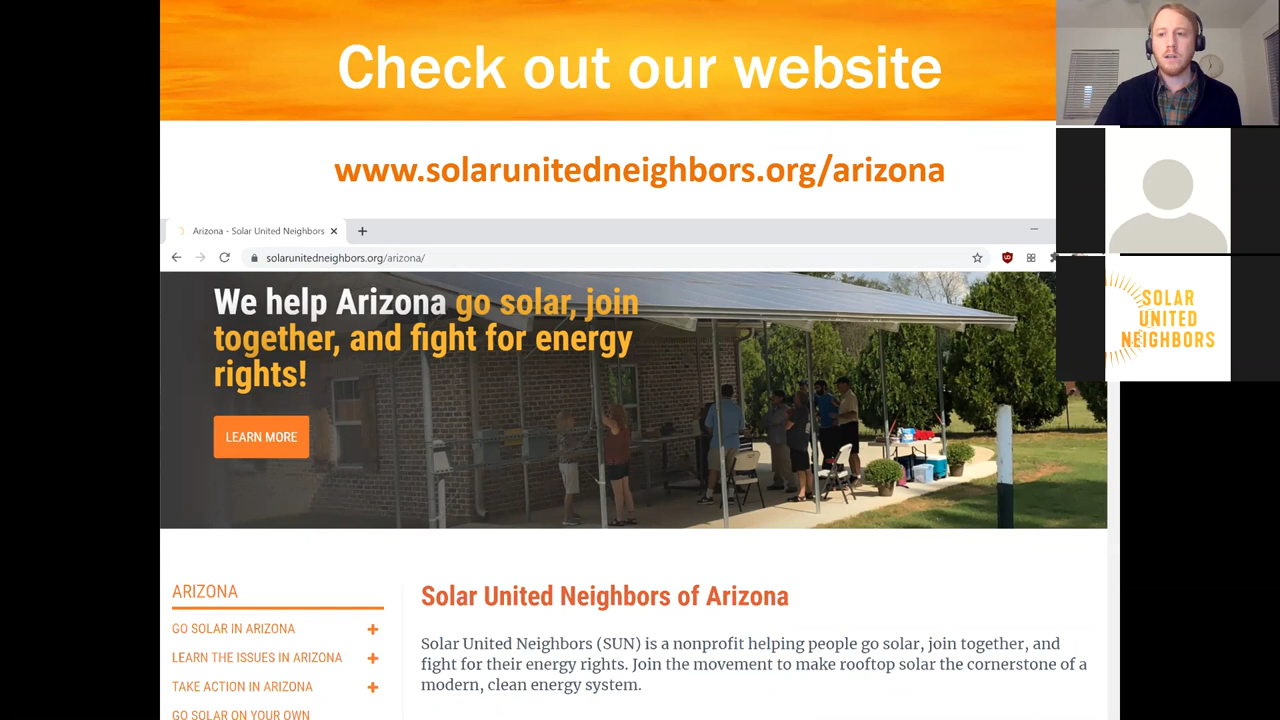 Check out our website
www.solarunitedneighbors.org/arizona
Arizona - Solar United Neighbors
solarunitedneighbors.org/arizona/
We help Arizona go solar, join
together, and fight for energy
rights!
LEARN MORE
ARIZONA
GO SOLAR IN ARIZONA
LEARN THE ISSUES IN ARIZONA
TAKE ACTION IN ARIZONA
GO SOLAR ON YOUR OWN
Solar United Neighbors of Arizona
Solar United Neighbors (SUN) is a nonprofit helping people go solar, join together, and
fight for their energy rights. Join the movement to make rooftop solar the cornerstone of a
modern, clean energy system.
SOLAR
UNITED
NEIGHBORS